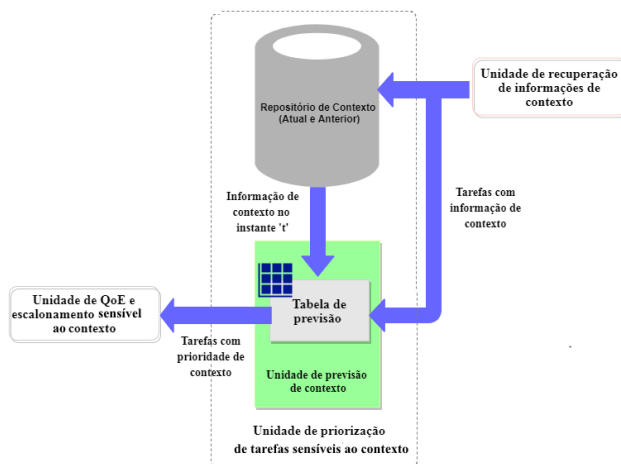 Repositório de Contexto
(Atual e Anterior)
Unidade de recuperação
de informações de
contexto
Informação de
contexto no
instante 't'
Tarefas com
informação de
contexto
Unidade de QoE e
escalonamento sensível
ao contexto
Tabela de
previsão
Tarefas com
prioridade de
contexto
Unidade de previsão
de contexto
Unidade de priorização
de tarefas sensíveis ao contexto